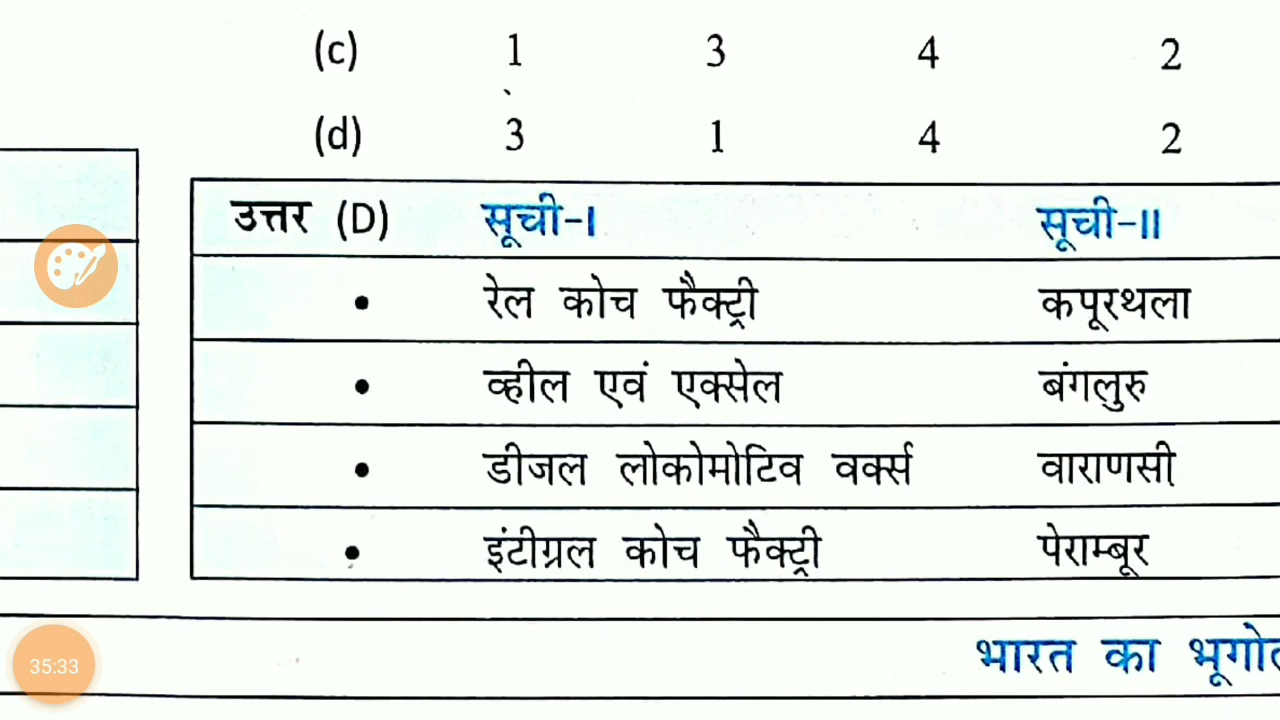 (c) 1 3 4 2
(d) 3 1 4 2
उत्तर (D) सूची-I सूची-II
• रेल कोच फैक्ट्री कपूरथला
• व्हील एवं एक्सेल बंगलुरु
• डीजल लोकोमोटिव वर्क्स वाराणसी
• इंटीग्रल कोच फैक्ट्री पेराम्बूर
35:33
भारत का